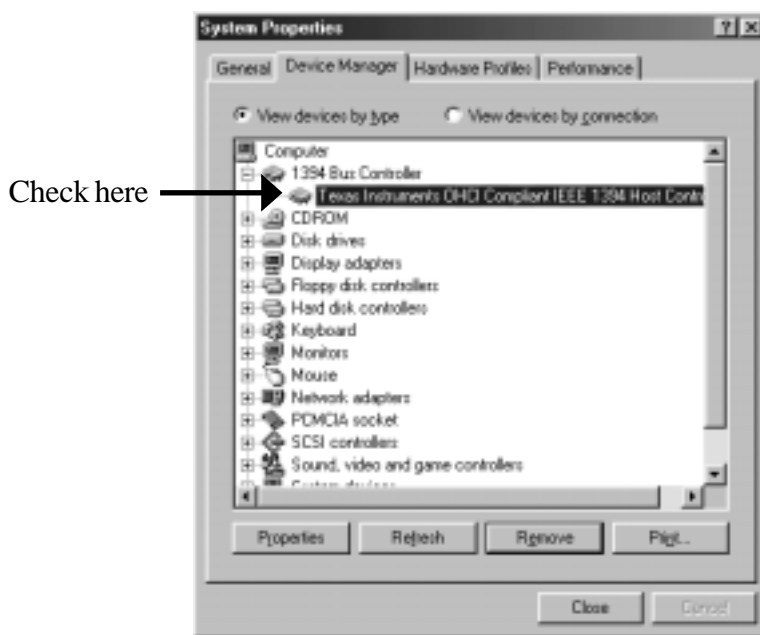 System Properties
General Device Manager Hardware Profiles Performance
View devices by type View devices by connection
Computer
1394 Bus Controller
Check here
Texas Instruments OHCI Compliant IEEE 1394 Host Contr
CDROM
Disk drives
Display adapters
Floppy disk controllers
Hard disk controllers
Keyboard
Monitors
Mouse
Network adapters
PCMCIA socket
SCSI controllers
Sound, video and game controllers
System devices
Properties Refresh Remove Print...
Close Cancel